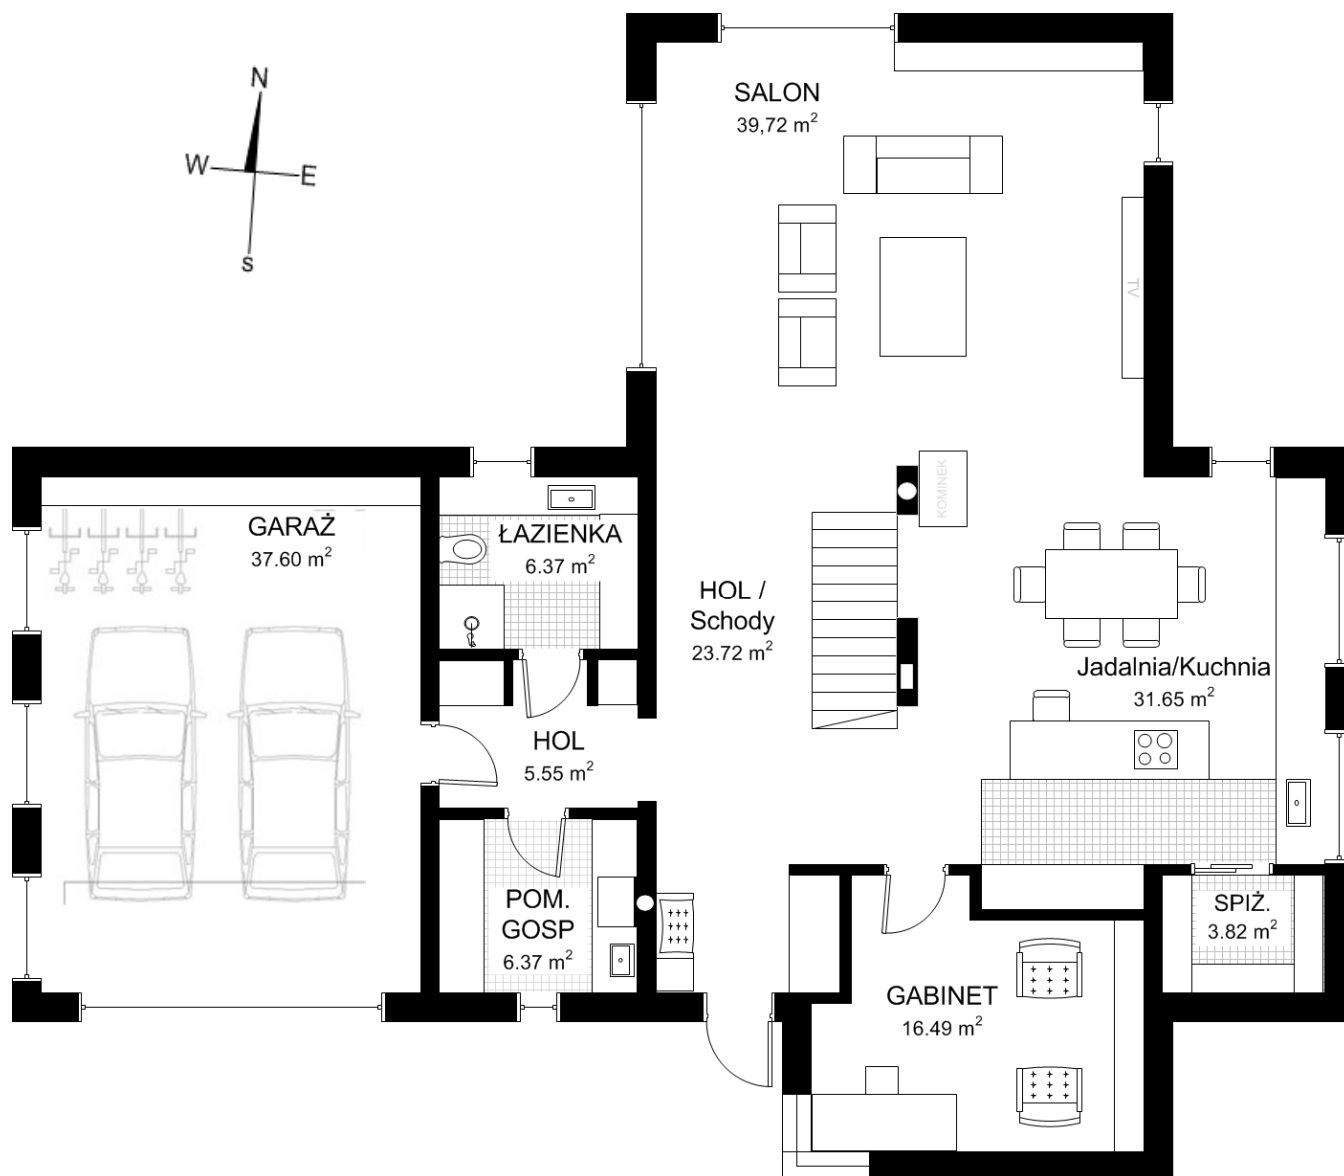 N
W E
s
SALON
39,72 m²
TV
KOMINEK
GARAŻ
37.60 m²
ŁAZIENKA
6.37 m²
HOL /
Schody
23.72 m²
Jadalnia/Kuchnia
31.65 m²
HOL
5.55 m²
POM.
GOSP
6.37 m²
SPIŻ.
3.82 m²
GABINET
16.49 m²